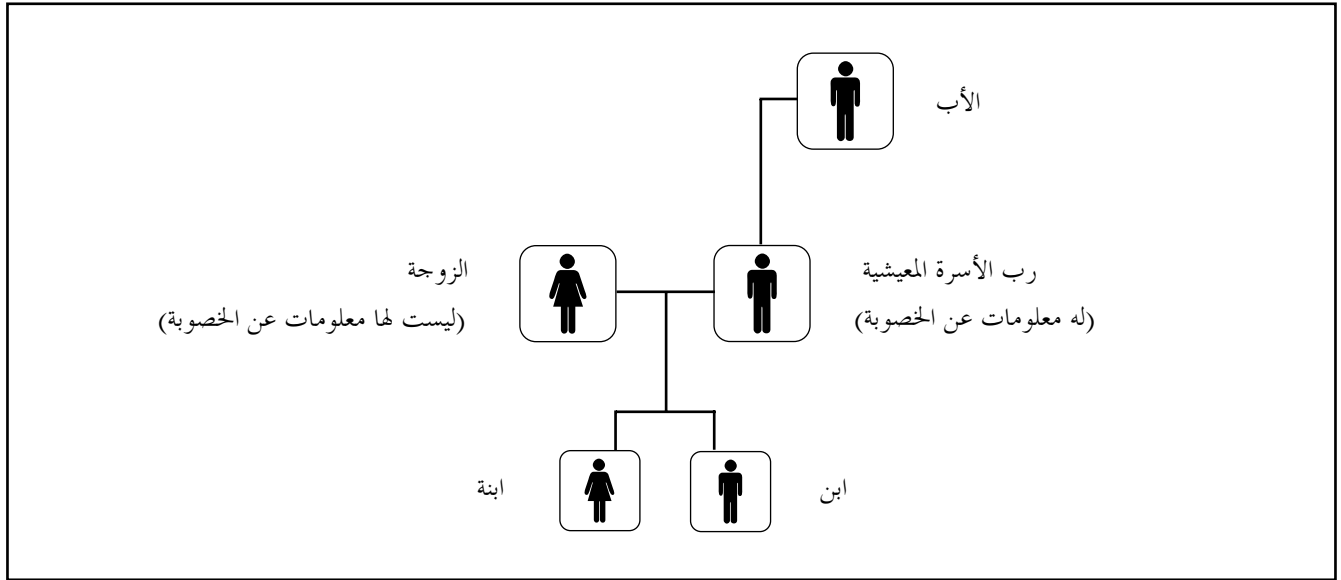 الأب
رب الأسرة المعيشية
(له معلومات عن الخصوبة)
الزوجة
(ليست لها معلومات عن الخصوبة)
ابن
ابنة